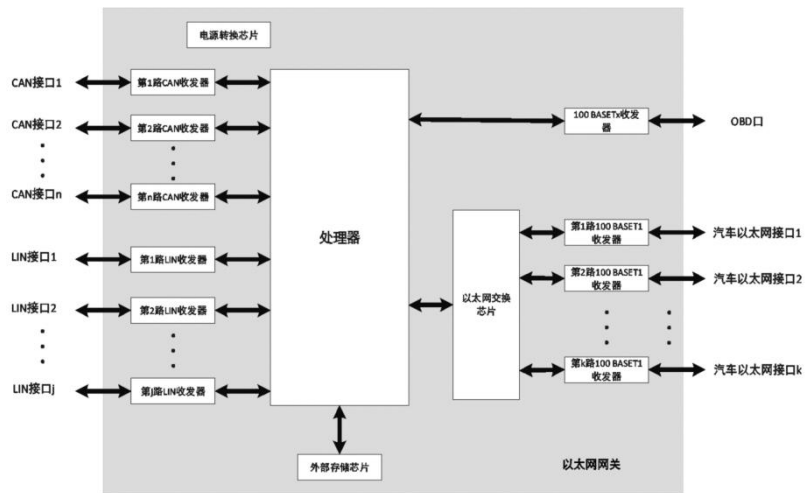 电源转换芯片
CAN接口1
第1路CAN收发器
CAN接口2
第2路CAN收发器
CAN接口n
第n路CAN收发器
LIN接口1
第1路LIN收发器
LIN接口2
第2路LIN收发器
LIN接口j
第j路LIN收发器
处理器
外部存储芯片
100 BASETx收发
器
OBD口
以太网交换
芯片
第1路100 BASET1
收发器
汽车以太网接口1
第2路100 BASET1
收发器
汽车以太网接口2
第k路100 BASET1
收发器
汽车以太网接口k
以太网网关